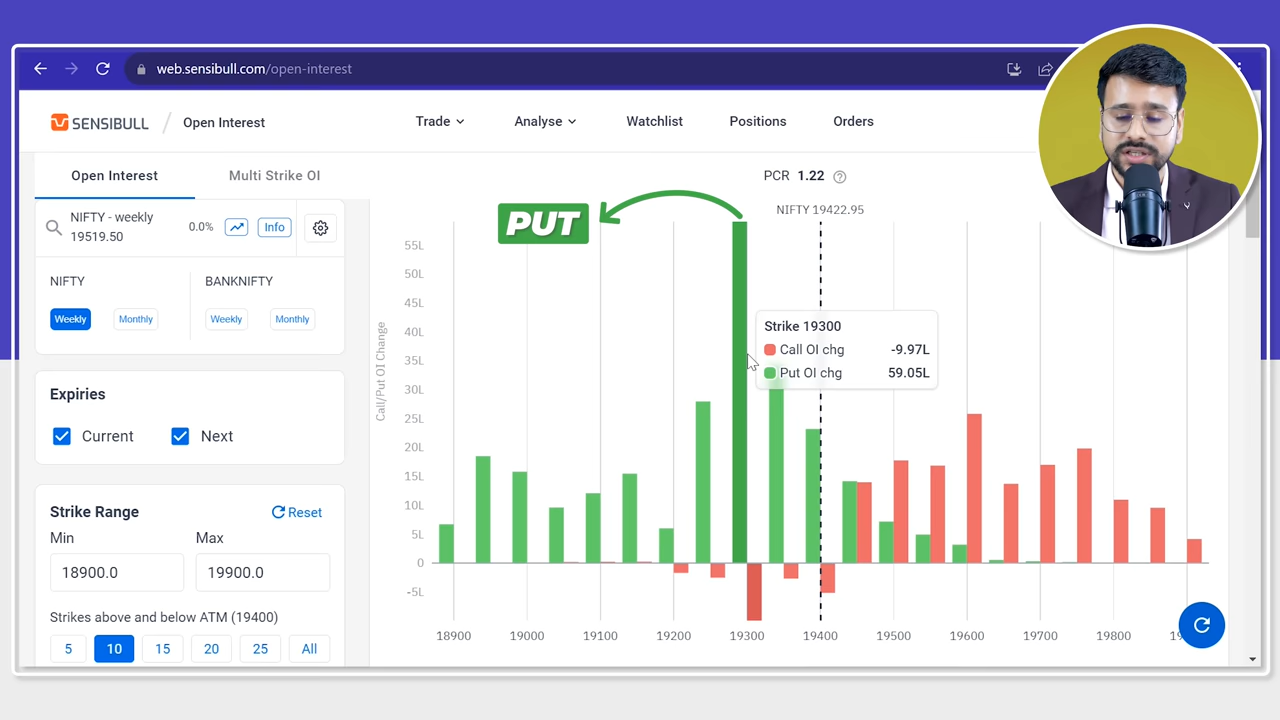 web.sensibull.com/open-interest
SENSIBULL / Open Interest
Trade
Analyse
Watchlist
Positions
Orders
Open Interest
Multi Strike OI
PCR 1.22
NIFTY - weekly
19519.50
0.0%
Info
NIFTY
BANKNIFTY
Weekly
Monthly
Weekly
Monthly
Expiries
Current
Next
Strike Range
Reset
Min
Max
18900.0
19900.0
Strikes above and below ATM (19400)
5
10
15
20
25
All
PUT
NIFTY 19422.95
Call/Put OI Change
55L
50L
45L
40L
35L
30L
25L
20L
15L
10L
5L
0
-5L
Strike 19300
Call OI chg -9.97L
Put OI chg 59.05L
18900
19000
19100
19200
19300
19400
19500
19600
19700
19800